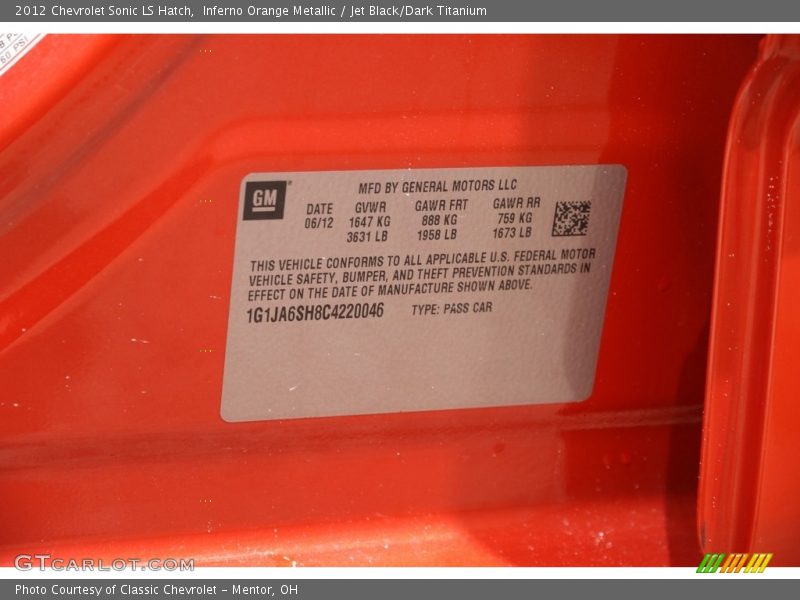 2012 Chevrolet Sonic LS Hatch, Inferno Orange Metallic / Jet Black/Dark Titanium
60 PSI
GM
MFD BY GENERAL MOTORS LLC
DATE GVWR GAWR FRT GAWR RR
06/12 1647 KG 888 KG 759 KG
3631 LB 1958 LB 1673 LB
THIS VEHICLE CONFORMS TO ALL APPLICABLE U.S. FEDERAL MOTOR
VEHICLE SAFETY, BUMPER, AND THEFT PREVENTION STANDARDS IN
EFFECT ON THE DATE OF MANUFACTURE SHOWN ABOVE.
1G1JA6SH8C4220046 TYPE: PASS CAR
GTCARLOT.COM
Photo Courtesy of Classic Chevrolet - Mentor, OH